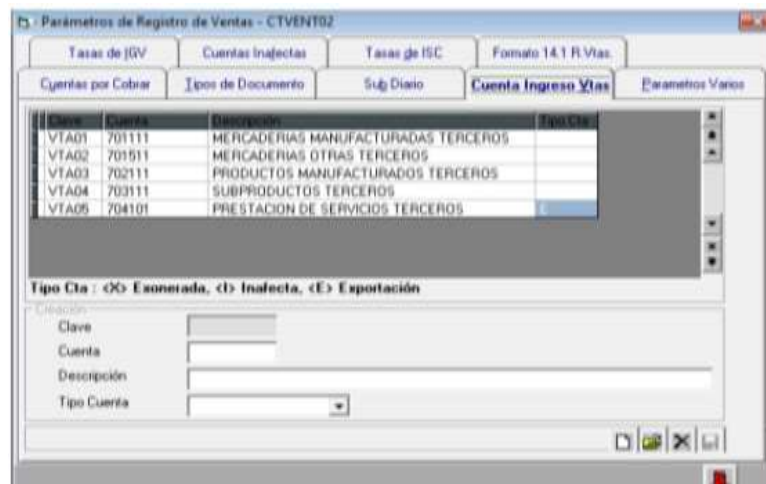 Parámetros de Registro de Ventas - CTVENT02
Tasas de IGV Cuentas Inafectas Tasas de ISC Formato 14.1 R.Vtas.
Cuentas por Cobrar Tipos de Documento Sub Diario Cuenta Ingreso Vtas Parametros Varios
Clave Cuenta Descripción Tipo Cta
VTA01 701111 MERCADERIAS MANUFACTURADAS TERCEROS
VTA02 701511 MERCADERIAS OTRAS TERCEROS
VTA03 702111 PRODUCTOS MANUFACTURADOS TERCEROS
VTA04 703111 SUBPRODUCTOS TERCEROS
VTA05 704101 PRESTACION DE SERVICIOS TERCEROS
Tipo Cta : <X> Exonerada, <I> Inafecta, <E> Exportación
Creación
Clave
Cuenta
Descripción
Tipo Cuenta